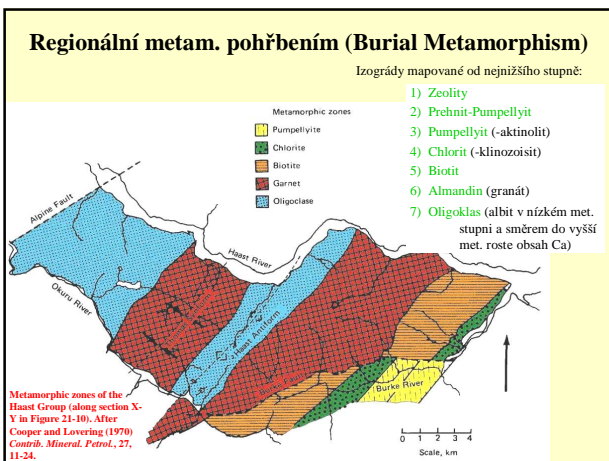 Regionální metam. pohřbením (Burial Metamorphism)
Izogrády mapované od nejnižšího stupně:
1) Zeolity
2) Prehnit-Pumpellyit
3) Pumpellyit (-aktinolit)
4) Chlorit (-klinozoisit)
5) Biotit
6) Almandin (granát)
7) Oligoklas (albit v nízkém met.
stupni a směrem do vyšší
met. roste obsah Ca)
Metamorphic zones
Pumpellyite
Chlorite
Biotite
Garnet
Oligoclase
Alpine Fault
Haast River
Okuru River
Haast Antiform
Burke River
Metamorphic zones of the
Haast Group (along section X-
Y in Figure 21-10). After
Cooper and Lovering (1970)
Contrib. Mineral. Petrol., 27,
11-24.
0 1 2 3 4
Scale, km